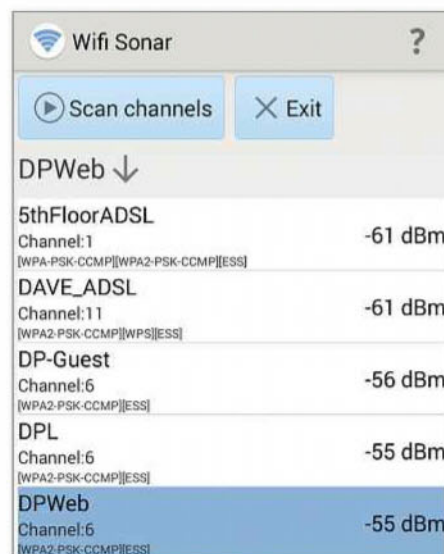 Wifi Sonar ?
Scan channels Exit
DPWeb
5thFloorADSL
Channel:1
-61 dBm
[WPA-PSK-CCMP][WPA2-PSK-CCMP][ESS]
DAVE_ADSL
Channel:11
-61 dBm
[WPA2-PSK-CCMP][WPS][ESS]
DP-Guest
Channel:6
-56 dBm
[WPA2-PSK-CCMP][ESS]
DPL
Channel:6
-55 dBm
[WPA2-PSK-CCMP][ESS]
DPWeb
Channel:6
-55 dBm
[WPA2-PSK-CCMP][ESS]